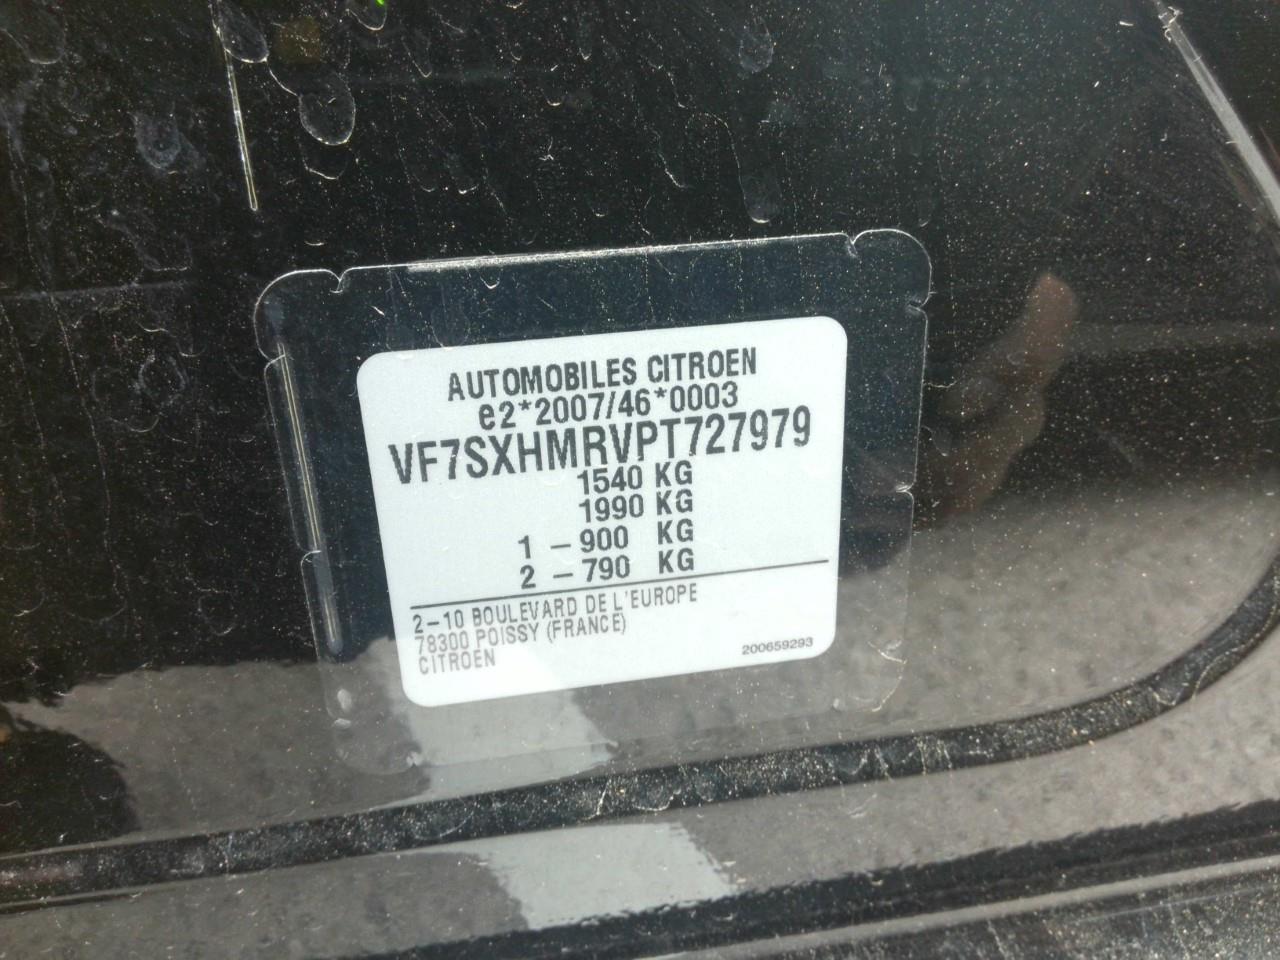 AUTOMOBILES CITROEN
e2*2007/46*0003
VF7SXHMRVPT727979
1540 KG
1990 KG
1 – 900 KG
2 – 790 KG
2–10 BOULEVARD DE L'EUROPE
78300 POISSY (FRANCE)
CITROEN
200659293